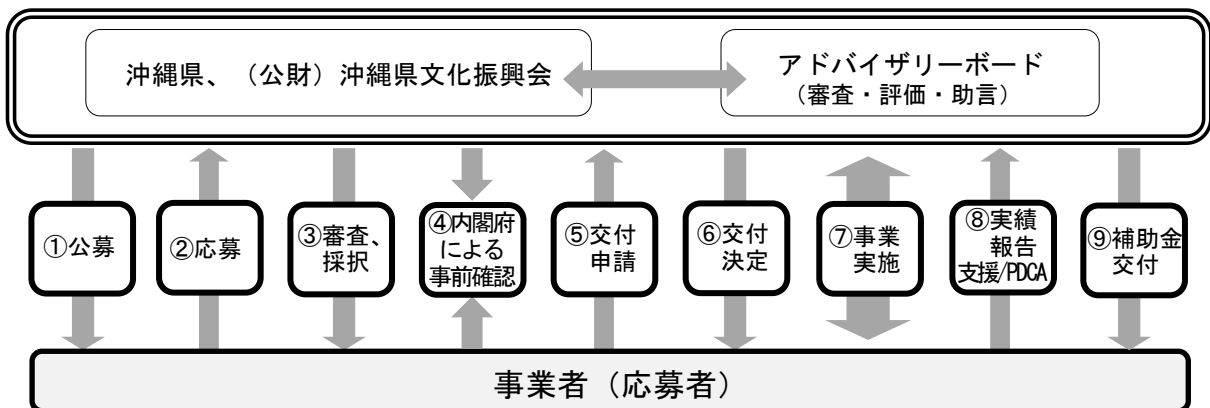 沖縄県、（公財）沖縄県文化振興会
アドバイザリーボード
（審査・評価・助言）
①公募
②応募
③審査、
採択
④内閣府
による
事前確認
⑤交付
申請
⑥交付
決定
⑦事業
実施
⑧実績
報告
支援/PDCA
⑨補助金
交付
事業者（応募者）